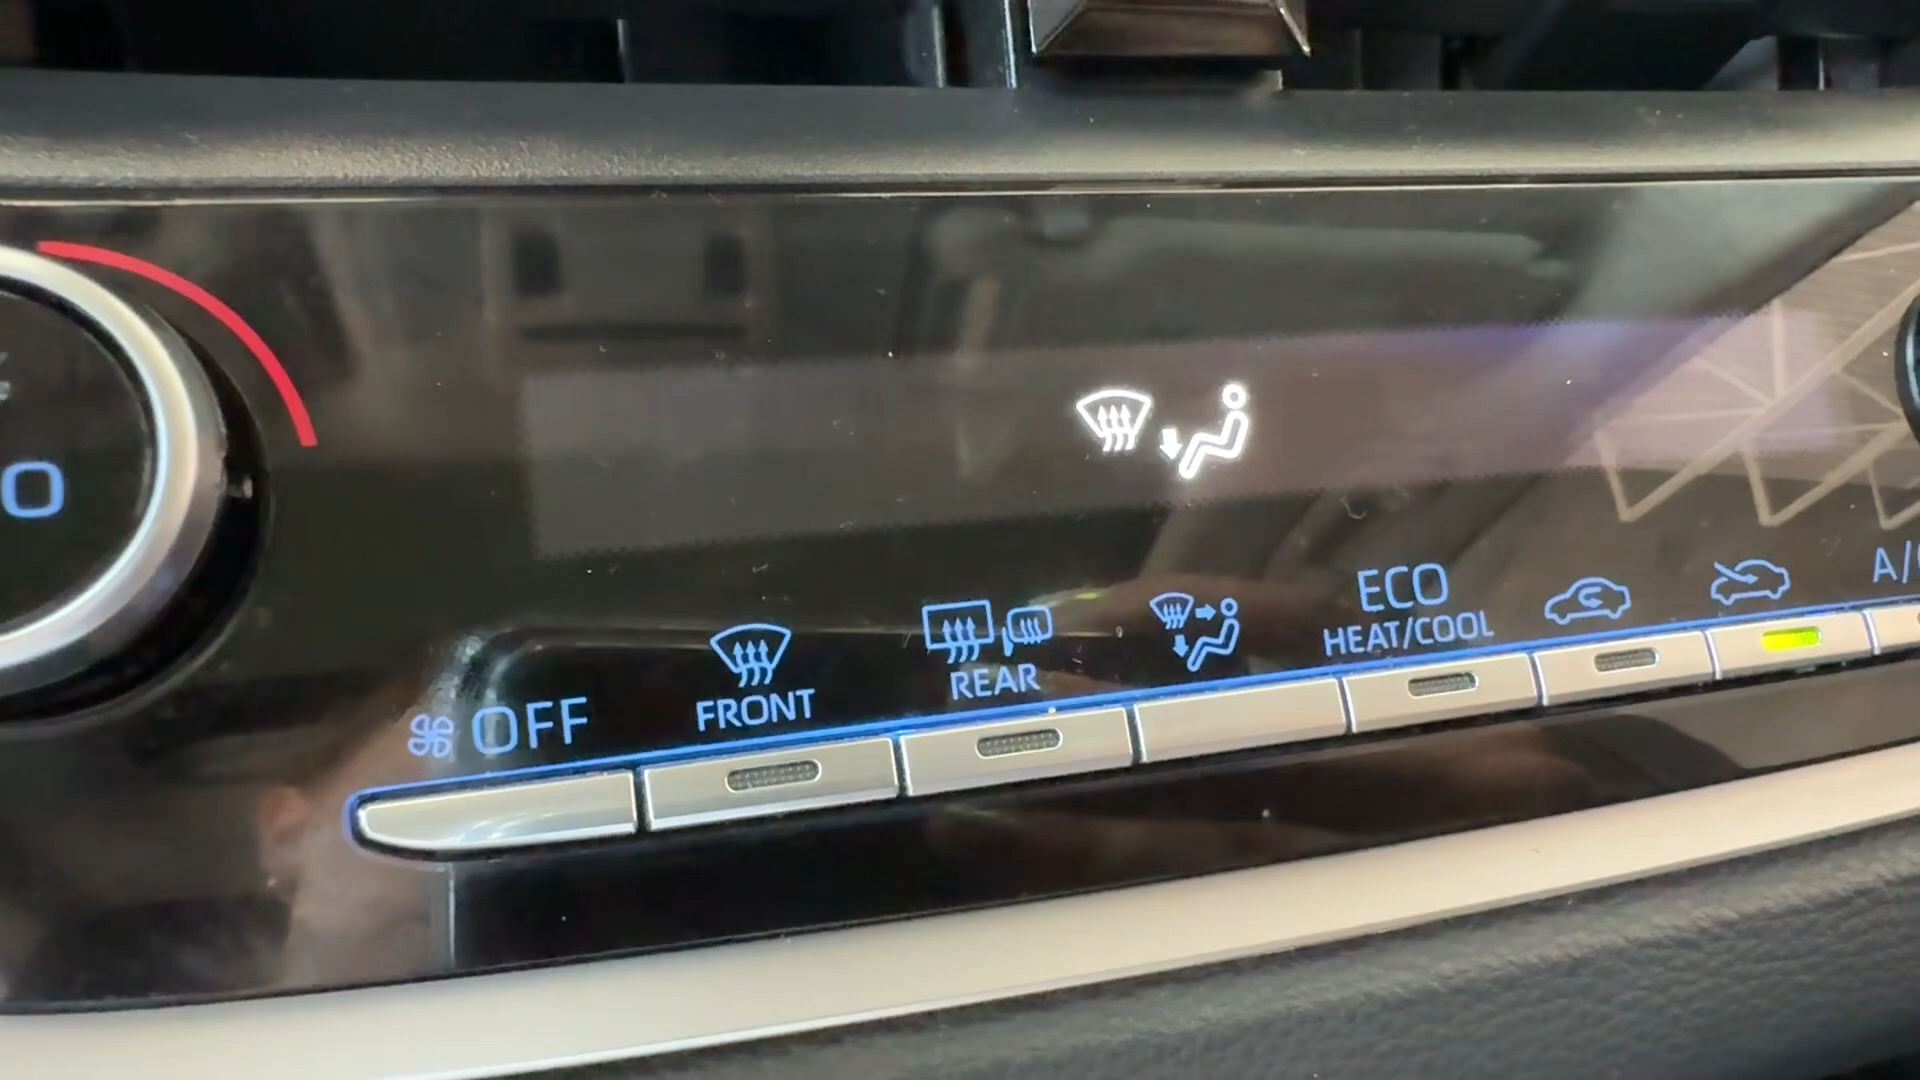 O
OFF
FRONT
REAR
ECO
HEAT/COOL
A/